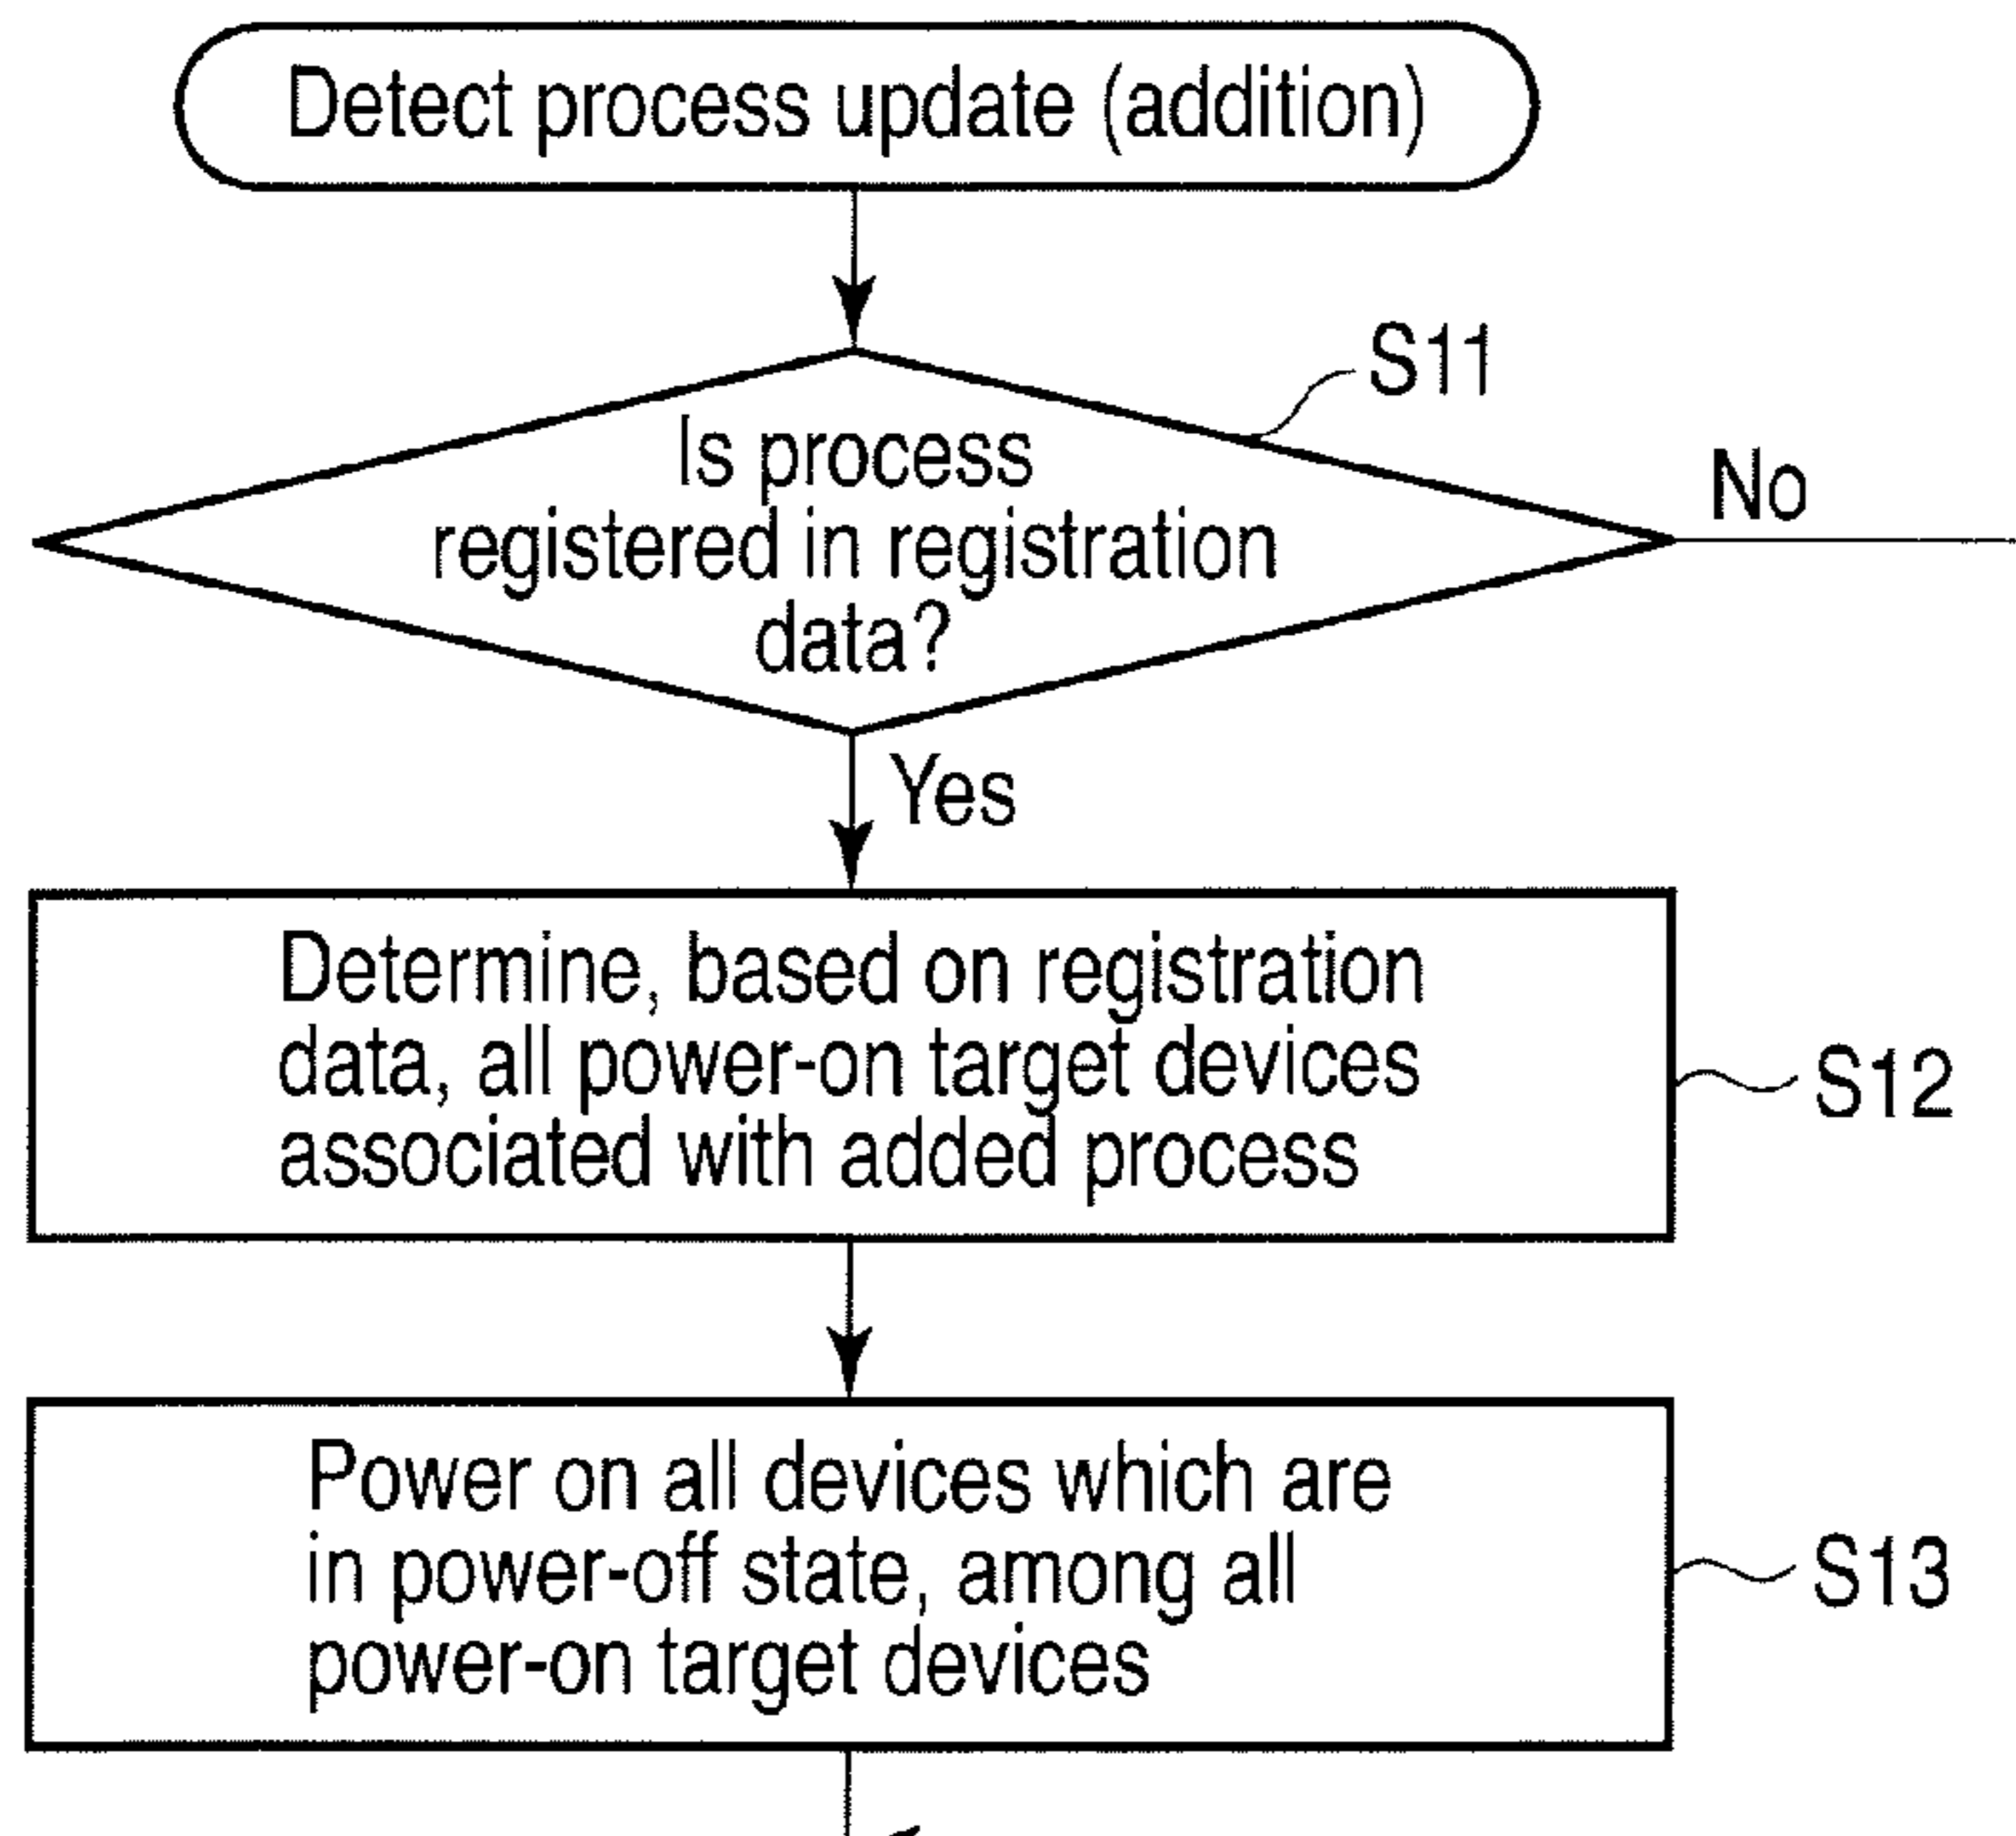 Detect process update (addition)
S11
Is process
registered in registration
data?
No
Yes
Determine, based on registration
data, all power-on target devices
associated with added process
S12
Power on all devices which are
in power-off state, among all
power-on target devices
S13